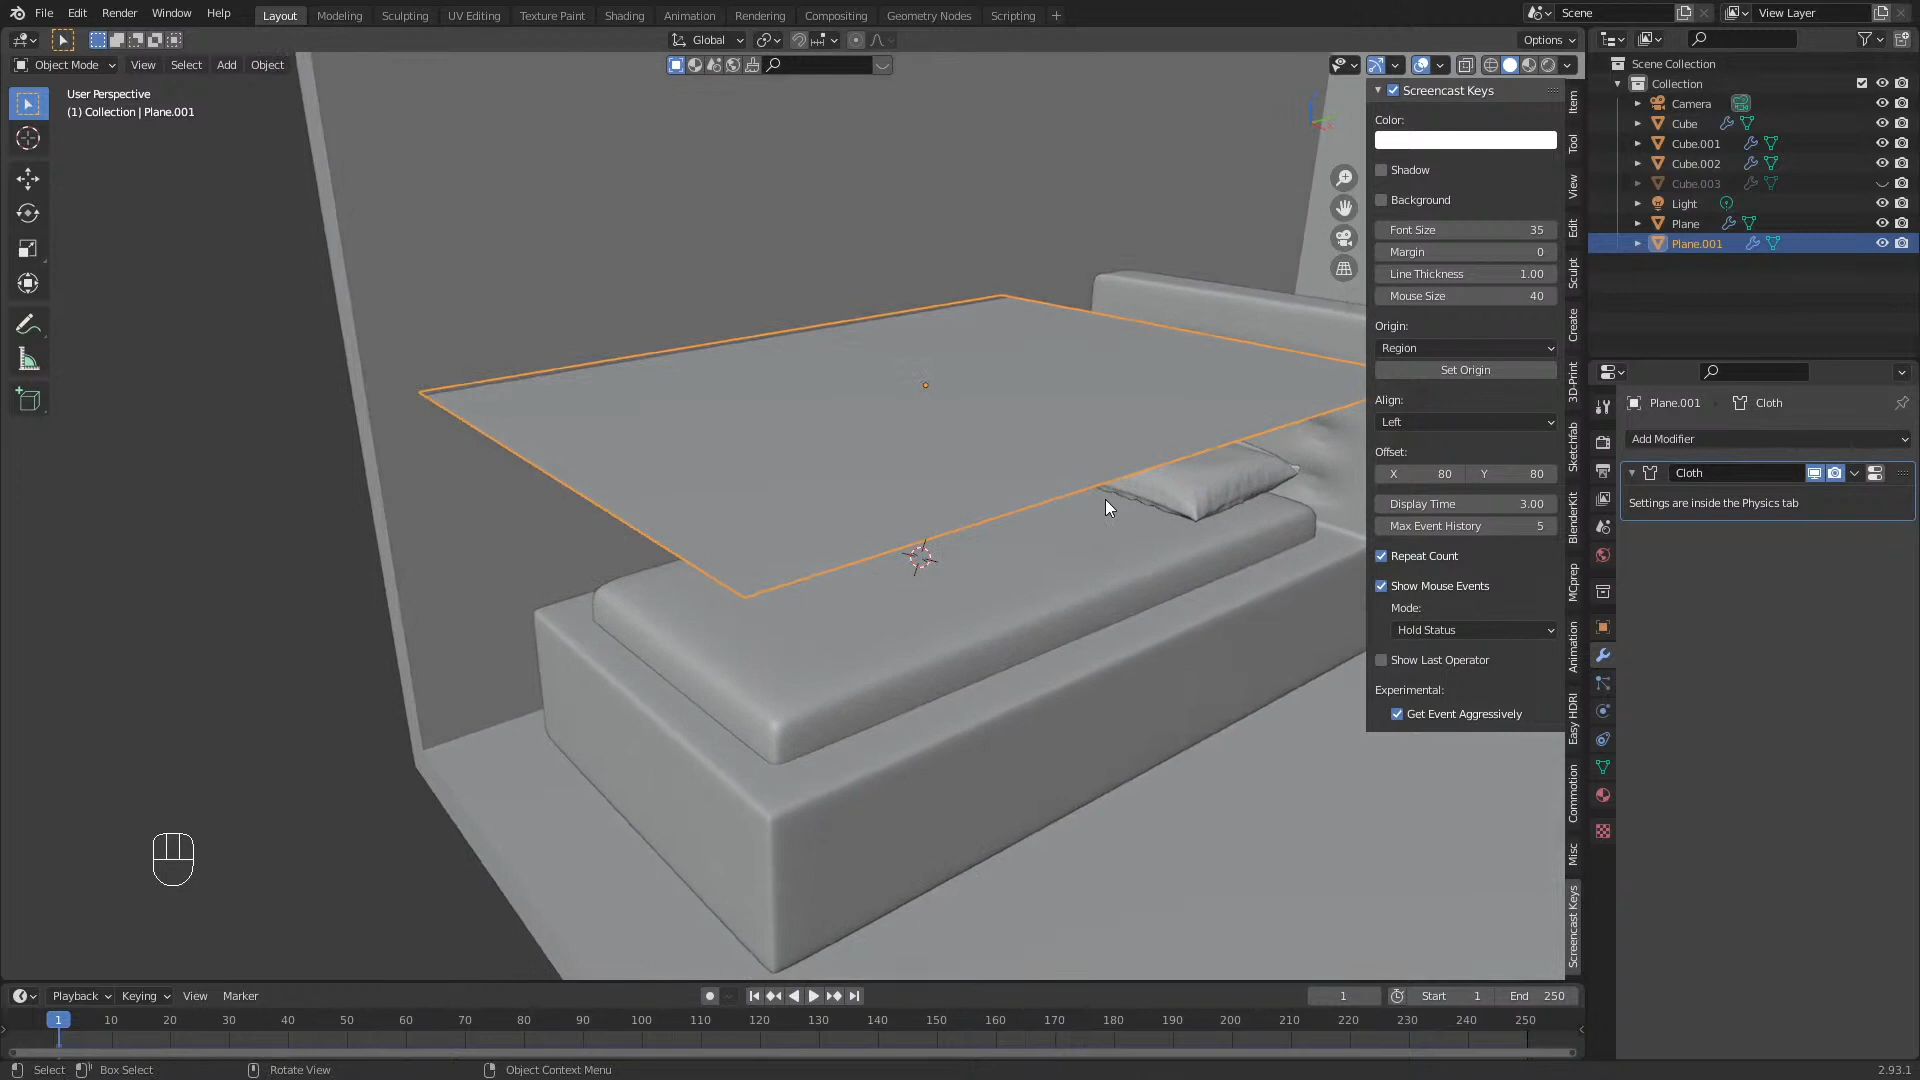 File Edit Render Window Help
Layout Modeling Sculpting UV Editing Texture Paint Shading Animation Rendering Compositing Geometry Nodes Scripting +
Scene
View Layer
Global
Options
Object Mode View Select Add Object
User Perspective
(1) Collection | Plane.001
Screencast Keys
Color:
Shadow
Background
Font Size 35
Margin 0
Line Thickness 1.00
Mouse Size 40
Origin:
Region
Set Origin
Align:
Left
Offset:
X 80 Y 80
Display Time 3.00
Max Event History 5
Repeat Count
Show Mouse Events
Mode:
Hold Status
Show Last Operator
Experimental:
Get Event Aggressively
Item
Tool
View
Edit
Sculpt
Create
3D-Print
Sketchfab
BlenderKit
MCprep
Animation
Easy HDRI
Commotion
Misc
Screencast Keys
Scene Collection
Collection
Camera
Cube
Cube.001
Cube.002
Cube.003
Light
Plane
Plane.001
Plane.001 Cloth
Add Modifier
Cloth
Settings are inside the Physics tab
Playback Keying View Marker
1
Start 1
End 250
1 10 20 30 40 50 60 70 80 90 100 110 120 130 140 150 160 170 180 190 200 210 220 230 240 250
Select Box Select Rotate View Object Context Menu
2.93.1